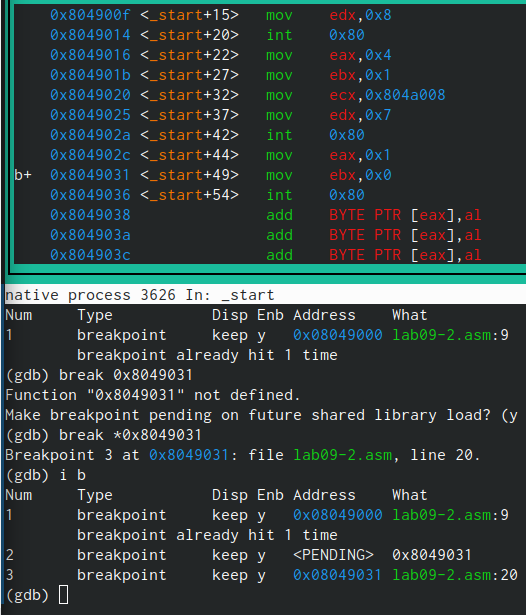 0x804900f <_start+15> mov edx,0x8
0x8049014 <_start+20> int 0x80
0x8049016 <_start+22> mov eax,0x4
0x804901b <_start+27> mov ebx,0x1
0x8049020 <_start+32> mov ecx,0x804a008
0x8049025 <_start+37> mov edx,0x7
0x804902a <_start+42> int 0x80
0x804902c <_start+44> mov eax,0x1
b+ 0x8049031 <_start+49> mov ebx,0x0
0x8049036 <_start+54> int 0x80
0x8049038 add BYTE PTR [eax],al
0x804903a add BYTE PTR [eax],al
0x804903c add BYTE PTR [eax],al
native process 3626 In: _start
Num Type Disp Enb Address What
1 breakpoint keep y 0x08049000 lab09-2.asm:9
breakpoint already hit 1 time
(gdb) break 0x8049031
Function "0x8049031" not defined.
Make breakpoint pending on future shared library load? (y
(gdb) break *0x8049031
Breakpoint 3 at 0x8049031: file lab09-2.asm, line 20.
(gdb) i b
Num Type Disp Enb Address What
1 breakpoint keep y 0x08049000 lab09-2.asm:9
breakpoint already hit 1 time
2 breakpoint keep y <PENDING> 0x8049031
3 breakpoint keep y 0x08049031 lab09-2.asm:20
(gdb)